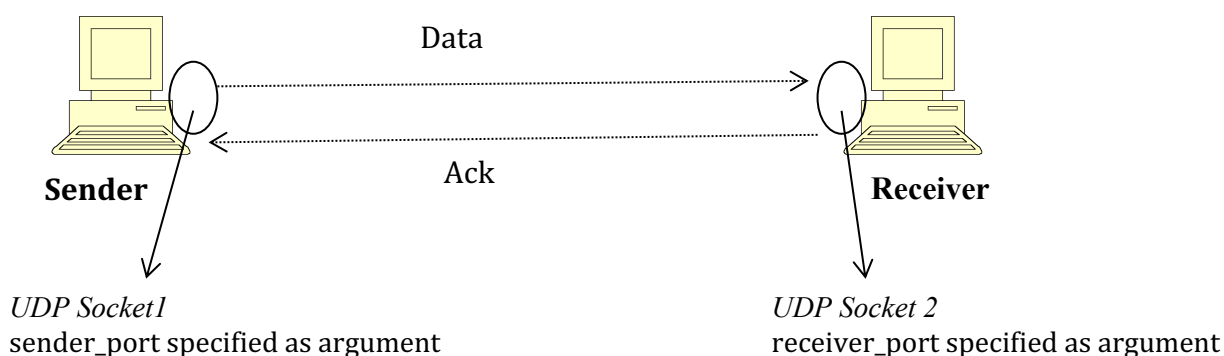 Data
Ack
Sender
Receiver
UDP Socket1
sender_port specified as argument
UDP Socket 2
receiver_port specified as argument